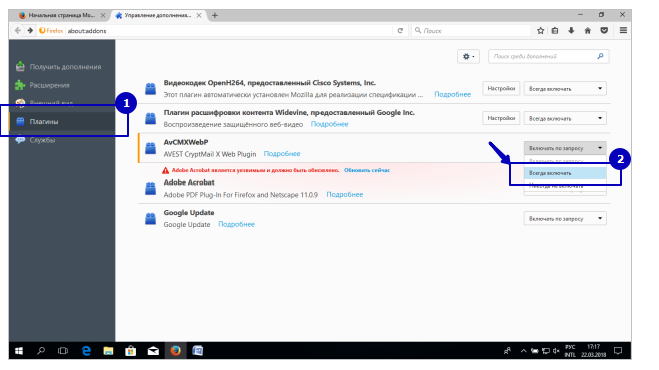 Начальная страница Mo...
Управление дополнения...
Firefox about:addons
Поиск
Поиск среди дополнений
Получить дополнения
Расширения
Внешний вид
Плагины
Службы
1
Видеокодек OpenH264, предоставленный Cisco Systems, Inc.
Этот плагин автоматически установлен Mozilla для реализации спецификации ... Подробнее
Настройки
Всегда включать
Плагин расшифровки контента Widevine, предоставленный Google Inc.
Воспроизведение защищённого веб-видео Подробнее
Настройки
Всегда включать
AvCMXWebP
AVEST CryptMail X Web Plugin Подробнее
Включать по запросу
2
Включать по запросу
Всегда включать
Никогда не включать
Adobe Acrobat является уязвимым и должно быть обновлено. Обновить сейчас
Adobe Acrobat
Adobe PDF Plug-In For Firefox and Netscape 11.0.9 Подробнее
Google Update
Google Update Подробнее
Включать по запросу
РУС 17:17
INTL 22.03.2018